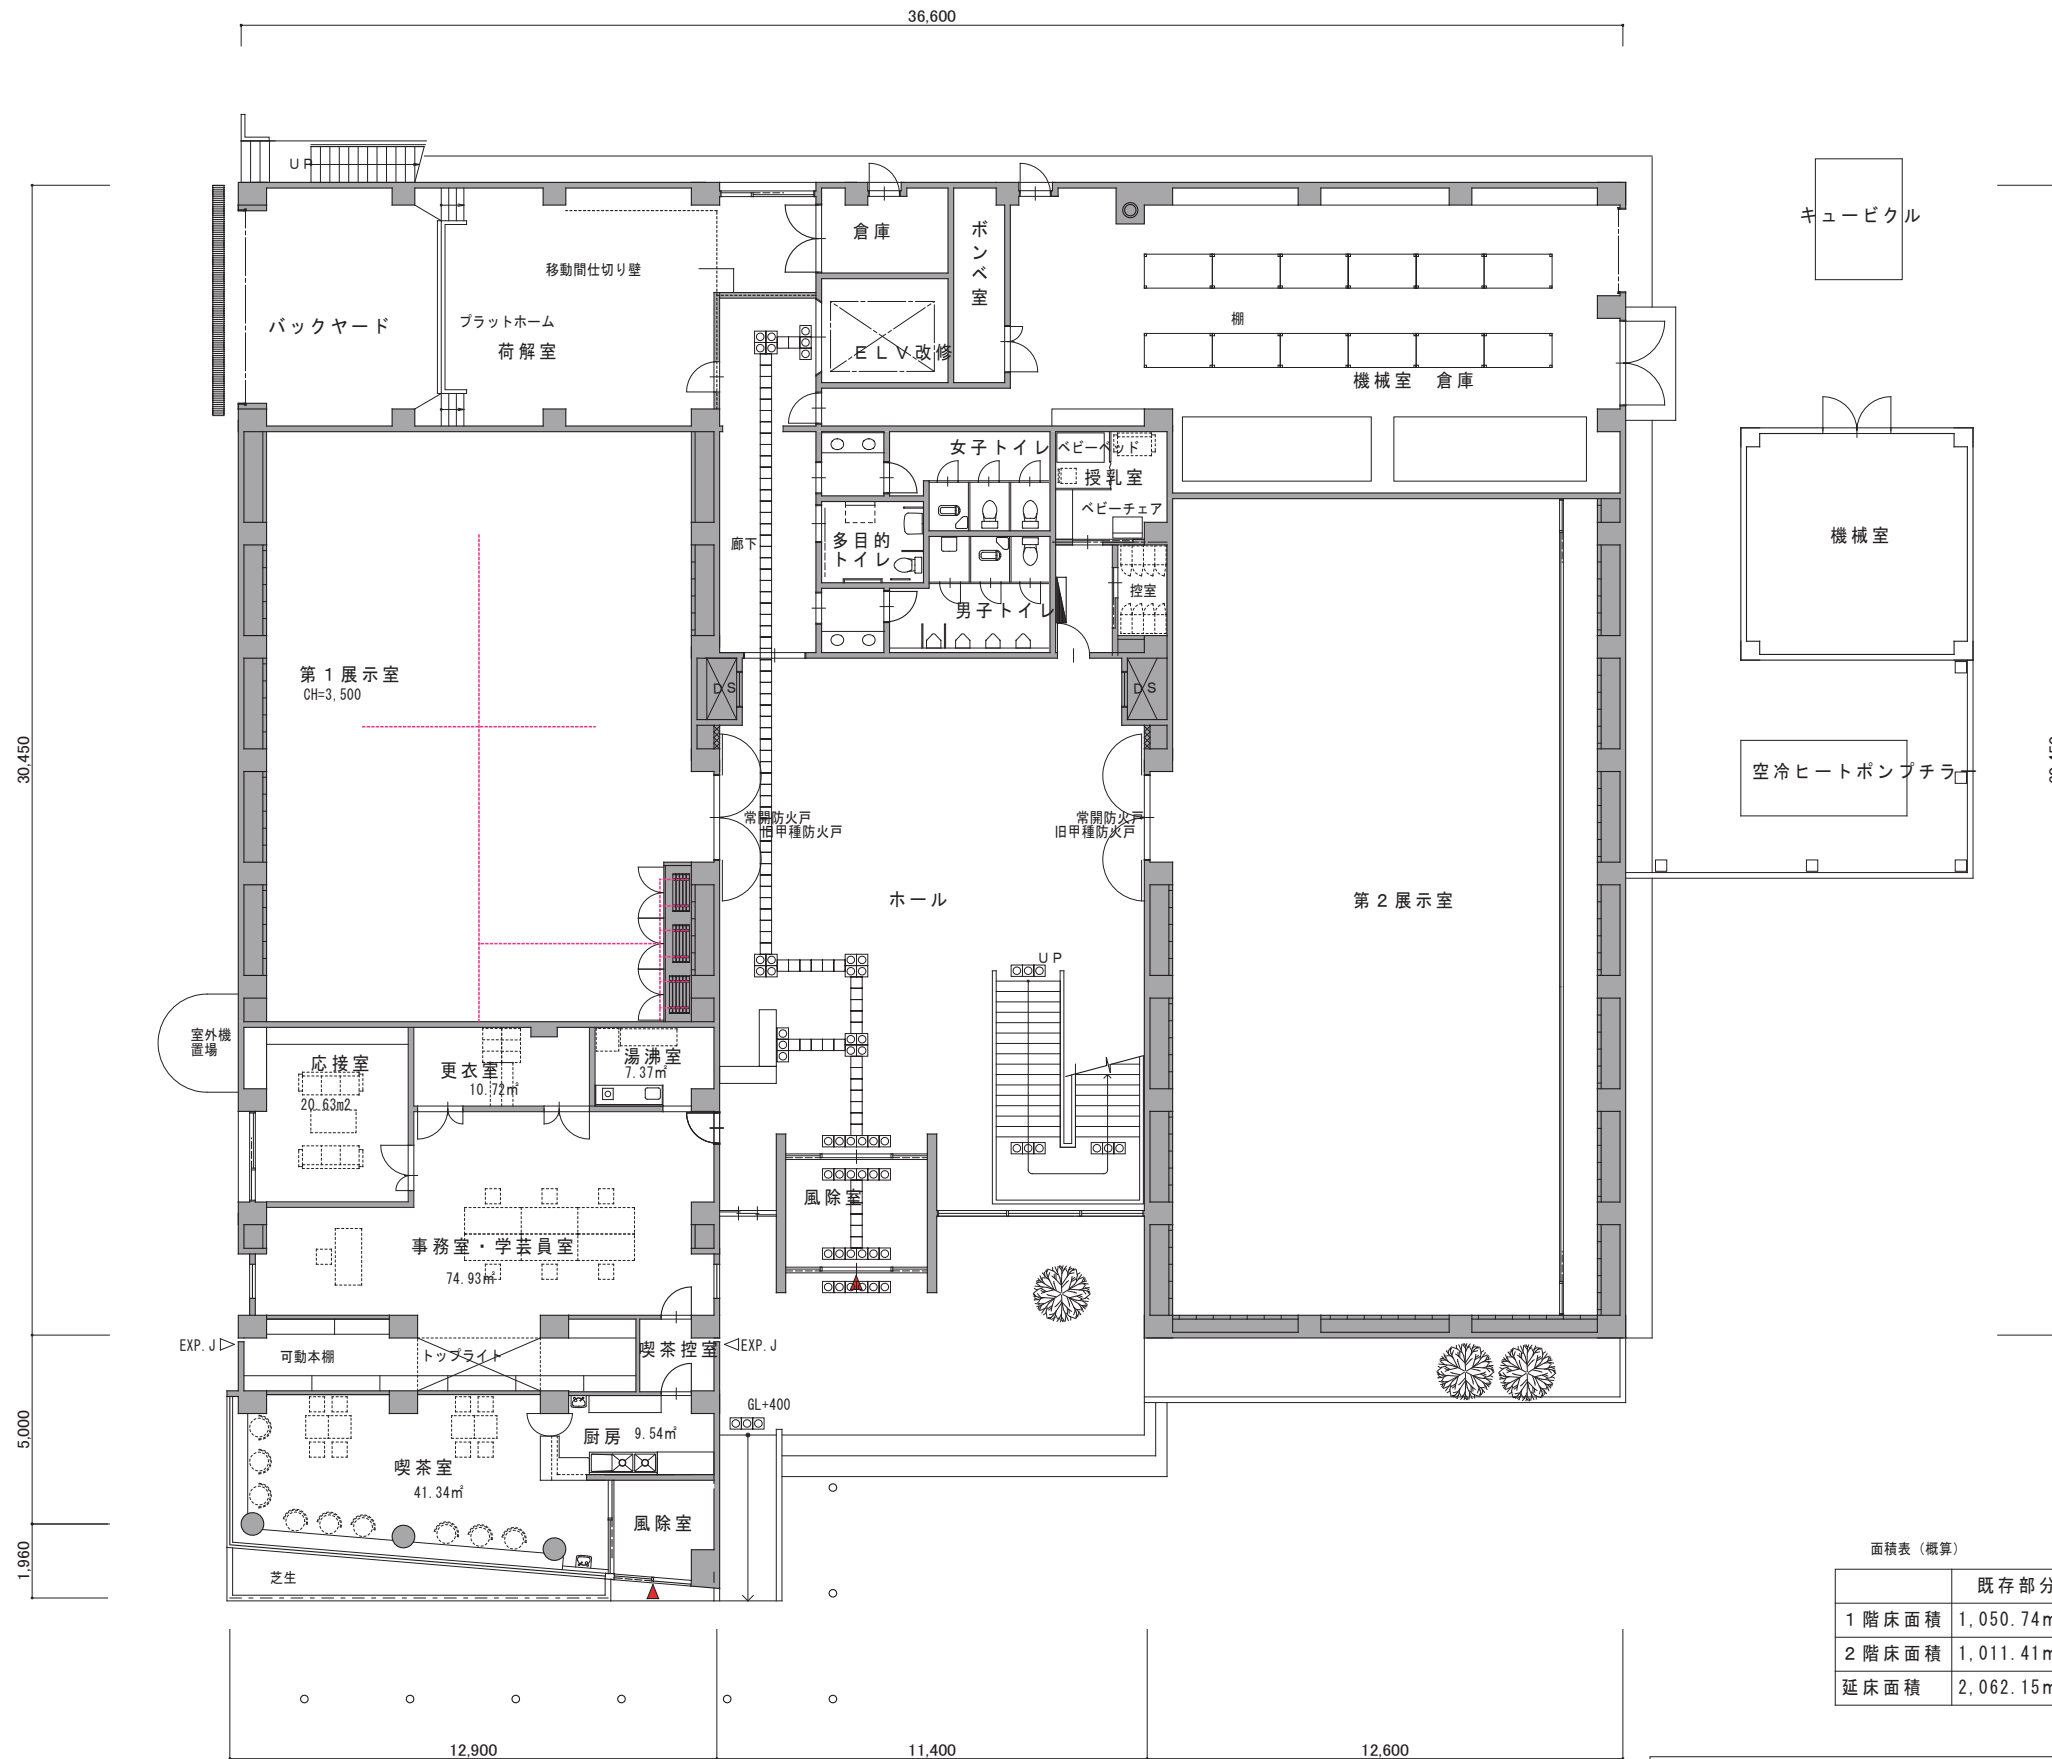 36,600
UP
キュービクル
倉庫
ボンベ室
移動間仕切り壁
バックヤード
プラットホーム
荷解室
棚
ELV改修
機械室 倉庫
女子トイレ
ベビーベッド
授乳室
ベビーチェア
機械室
廊下
多目的
トイレ
控室
男子トイレ
第1展示室
CH=3,500
DS
DS
30,450
空冷ヒートポンプチラー
常開防火戸
旧甲種防火戸
常開防火戸
旧甲種防火戸
ホール
第2展示室
UP
室外機
置場
応接室
20.63m2
更衣室
10.72㎡
湯沸室
7.37㎡
風除室
事務室・学芸員室
74.93㎡
EXP.J
可動本棚
トップライト
喫茶控室
EXP.J
GL+400
5,000
厨房 9.54㎡
喫茶室
41.34㎡
風除室
1,960
芝生
面積表（概算）
既存部分
1階床面積 1,050.74m
2階床面積 1,011.41m
延床面積 2,062.15m
12,900
11,400
12,600